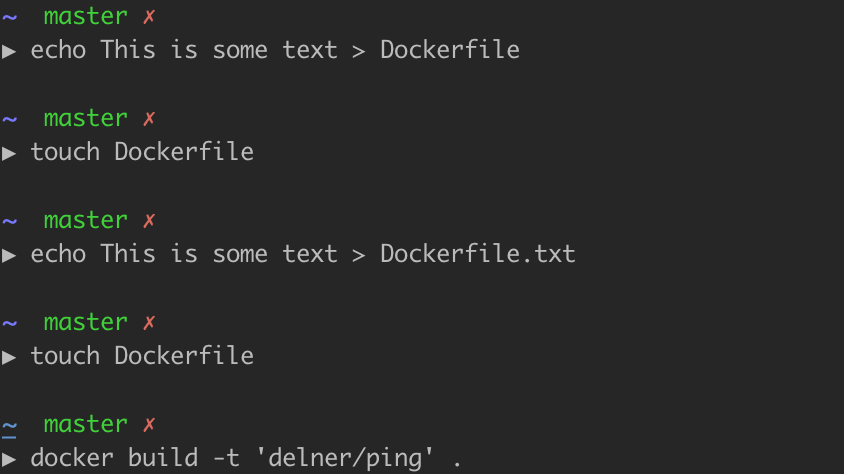 ~ master ✗
▶ echo This is some text > Dockerfile
~ master ✗
▶ touch Dockerfile
~ master ✗
▶ echo This is some text > Dockerfile.txt
~ master ✗
▶ touch Dockerfile
~ master ✗
▶ docker build -t 'delner/ping' .